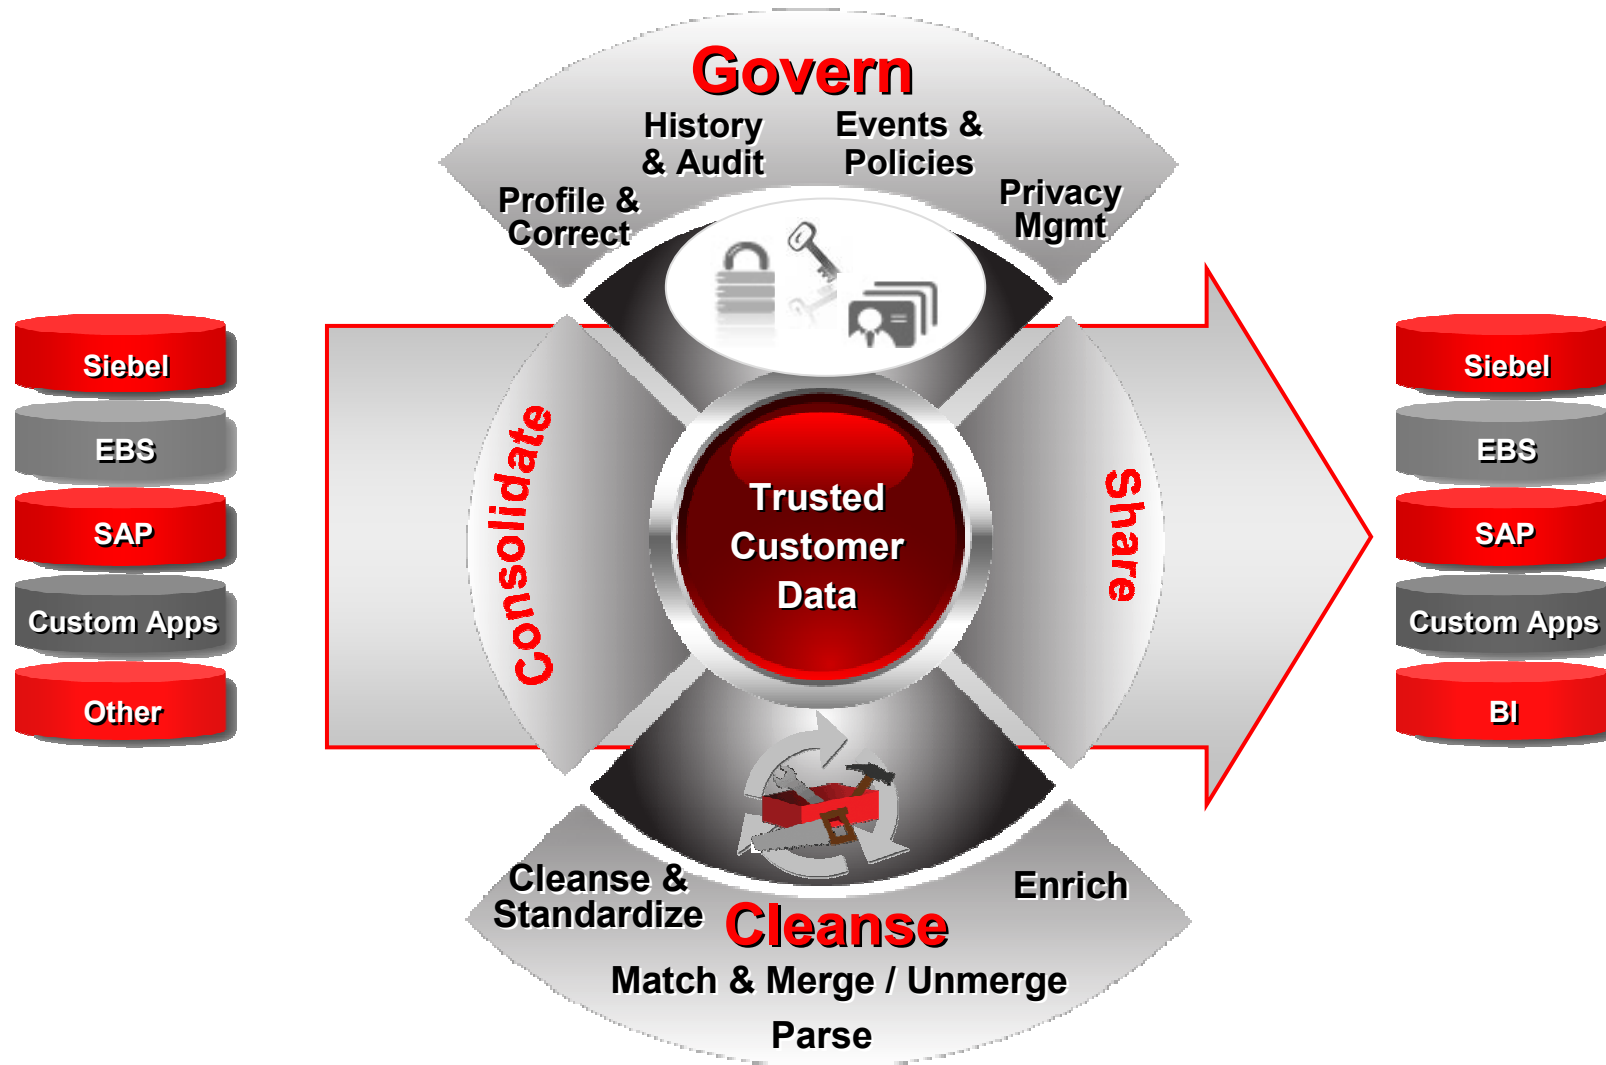 Govern
History
& Audit
Events &
Policies
Profile &
Correct
Privacy
Mgmt
Siebel
EBS
SAP
Custom Apps
Other
Consolidate
Trusted
Customer
Data
Share
Siebel
EBS
SAP
Custom Apps
BI
Cleanse &
Standardize
Cleanse
Enrich
Match & Merge / Unmerge
Parse